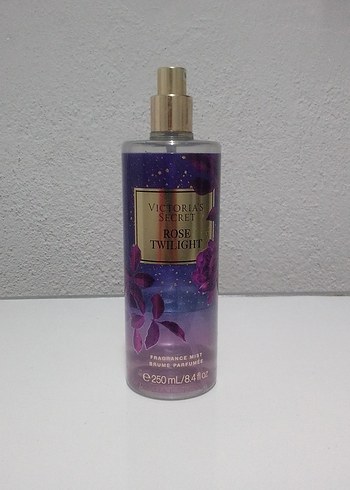 VICTORIA'S
SECRET
ROSE
TWILIGHT
FRAGRANCE MIST
BRUME PARFUMÉE
℮250 mL/8.4 fl oz